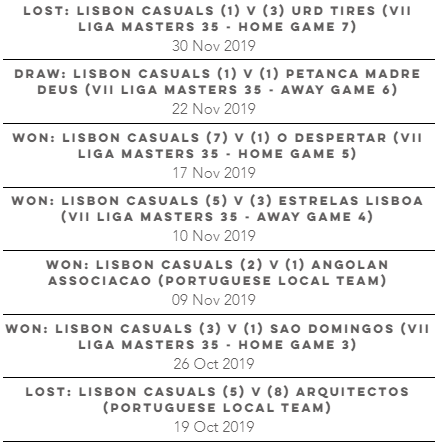 LOST: LISBON CASUALS (1) V (3) URD TIRES (VII
LIGA MASTERS 35 - HOME GAME 7)
30 Nov 2019
DRAW: LISBON CASUALS (1) V (1) PETANCA MADRE
DEUS (VII LIGA MASTERS 35 - AWAY GAME 6)
22 Nov 2019
WON: LISBON CASUALS (7) V (1) O DESPERTAR (VII
LIGA MASTERS 35 - HOME GAME 5)
17 Nov 2019
WON: LISBON CASUALS (5) V (3) ESTRELAS LISBOA
(VII LIGA MASTERS 35 - AWAY GAME 4)
10 Nov 2019
WON: LISBON CASUALS (2) V (1) ANGOLAN
ASSOCIACAO (PORTUGUESE LOCAL TEAM)
09 Nov 2019
WON: LISBON CASUALS (3) V (1) SAO DOMINGOS (VII
LIGA MASTERS 35 - HOME GAME 3)
26 Oct 2019
LOST: LISBON CASUALS (5) V (8) ARQUITECTOS
(PORTUGUESE LOCAL TEAM)
19 Oct 2019